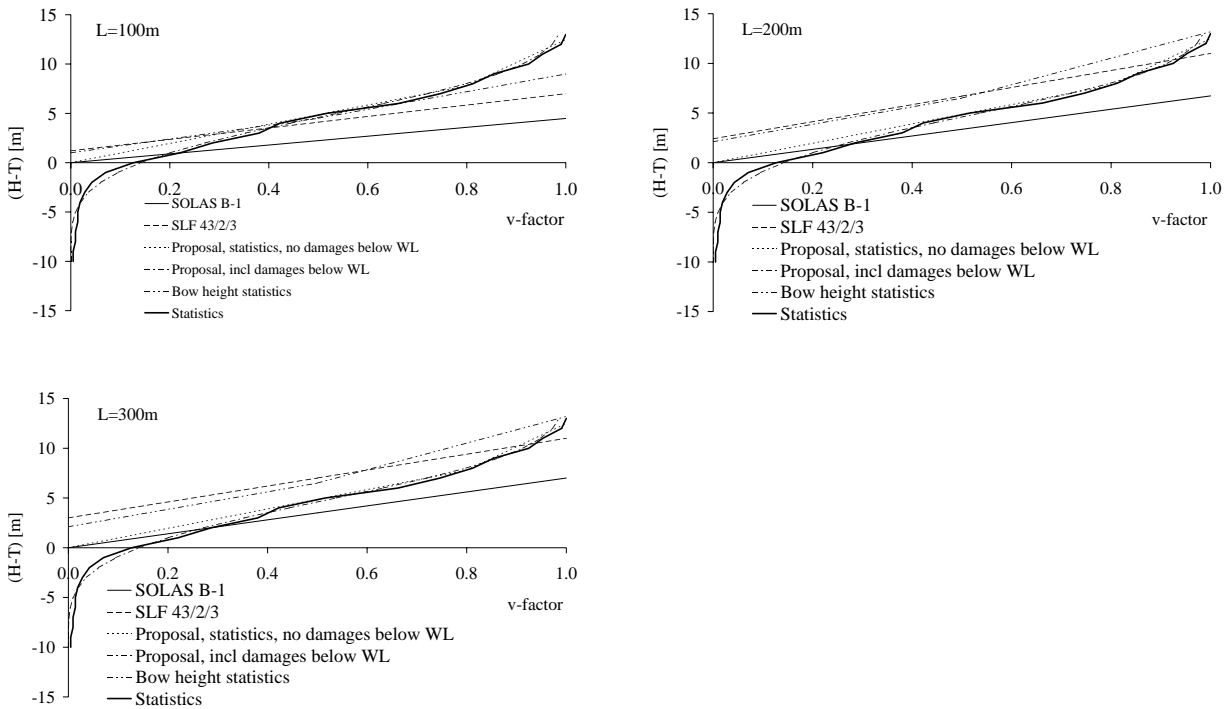 L=100m
15
10
5
0
-5
-10
-15
(H-T) [m]
0.0 0.2 0.4 0.6 0.8 1.0
v-factor
SOLAS B-1
SLF 43/2/3
Proposal, statistics, no damages below WL
Proposal, incl damages below WL
Bow height statistics
Statistics
L=200m
15
10
5
0
-5
-10
-15
(H-T) [m]
0.0 0.2 0.4 0.6 0.8 1.0
v-factor
SOLAS B-1
SLF 43/2/3
Proposal, statistics, no damages below WL
Proposal, incl damages below WL
Bow height statistics
Statistics
L=300m
15
10
5
0
-5
-10
-15
(H-T) [m]
0.0 0.2 0.4 0.6 0.8 1.0
v-factor
SOLAS B-1
SLF 43/2/3
Proposal, statistics, no damages below WL
Proposal, incl damages below WL
Bow height statistics
Statistics